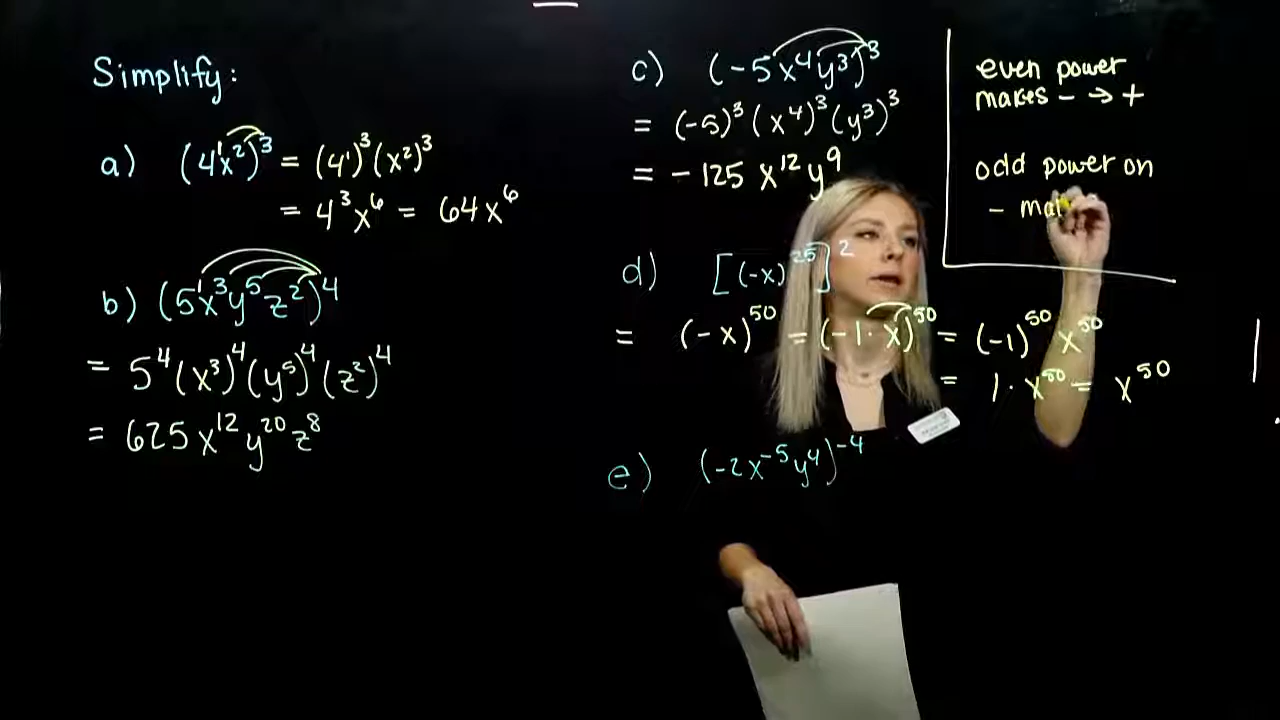 Simplify:
a) (4¹x²)³ = (4¹)³(x²)³
= 4³x⁶ = 64x⁶
b) (5¹x³y⁵z²)⁴
= 5⁴(x³)⁴(y⁵)⁴(z²)⁴
= 625x¹²y²⁰z⁸
c) (-5x⁴y³)³
= (-5)³(x⁴)³(y³)³
= -125x¹²y⁹
d) [(-x)²⁵]²
= (-x)⁵⁰ = (-1·x)⁵⁰ = (-1)⁵⁰x⁵⁰
= 1·x⁵⁰ = x⁵⁰
e) (-2x⁻⁵y⁴)⁻⁴
even power
makes - → +
odd power on
-